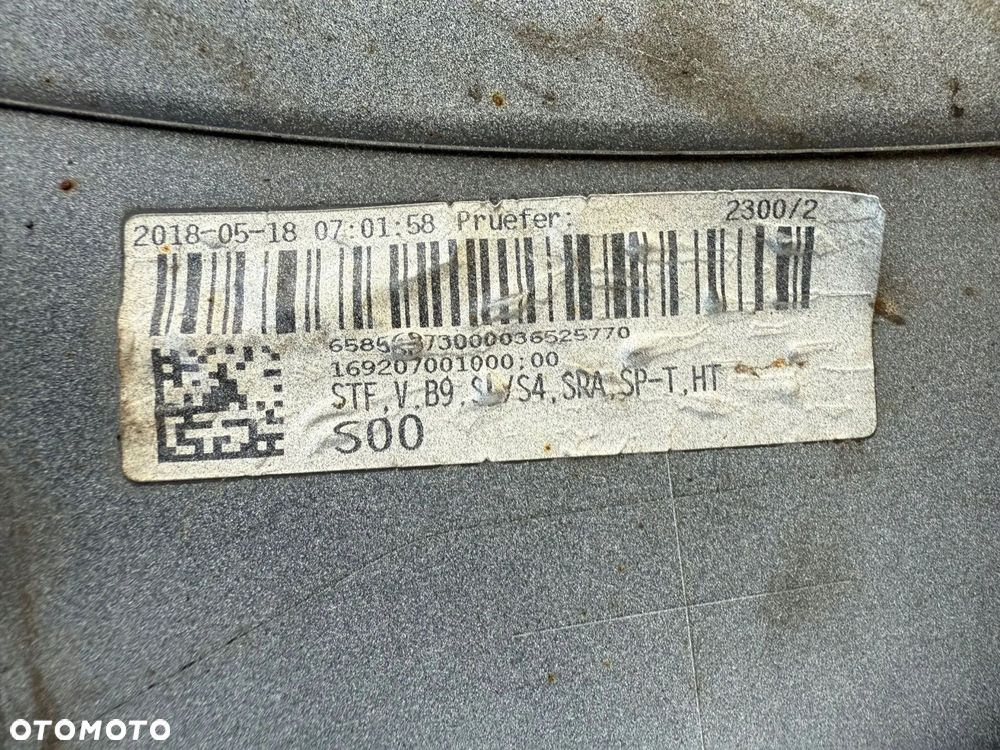 2018-05-18 07:01:58 Pruefer: 2300/2
169207001000;00
STF,V.B9, /S4,SRA,SP-T,HT
S00
OTOMOTO